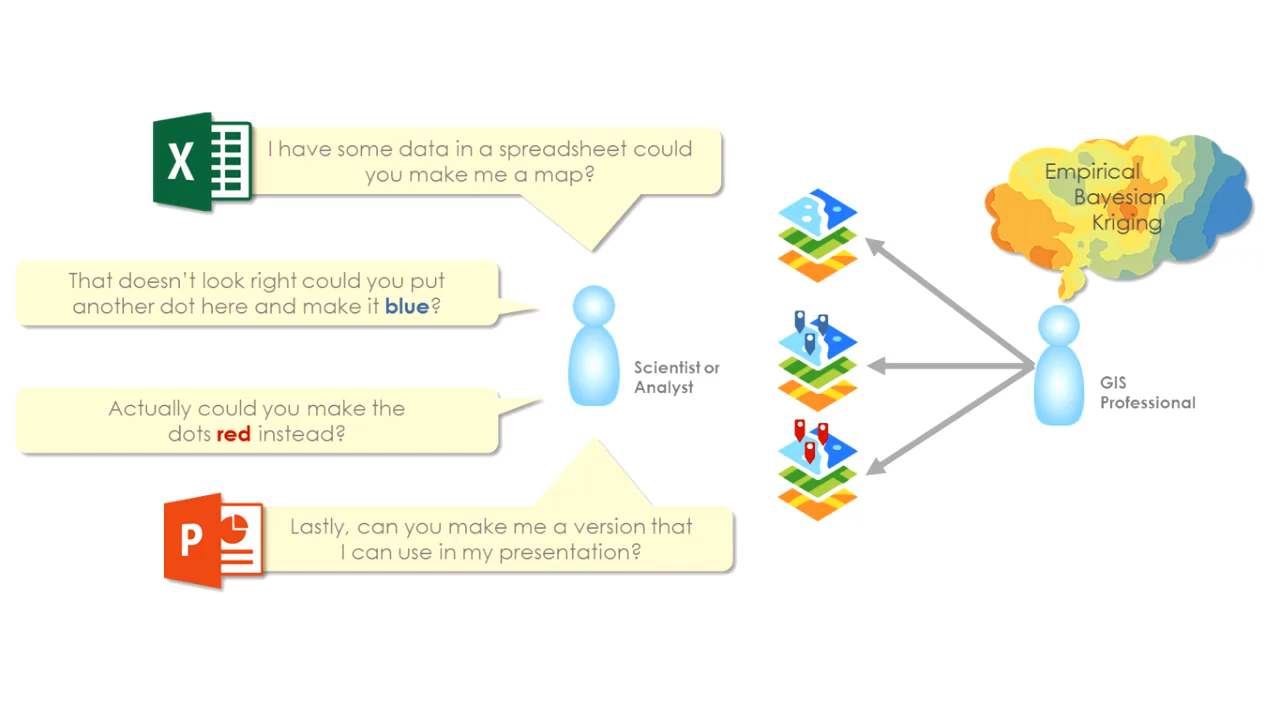 X
I have some data in a spreadsheet could
you make me a map?
That doesn't look right could you put
another dot here and make it blue?
Actually could you make the
dots red instead?
P
Lastly, can you make me a version that
I can use in my presentation?
Scientist or
Analyst
Empirical
Bayesian
Kriging
GIS
Professional